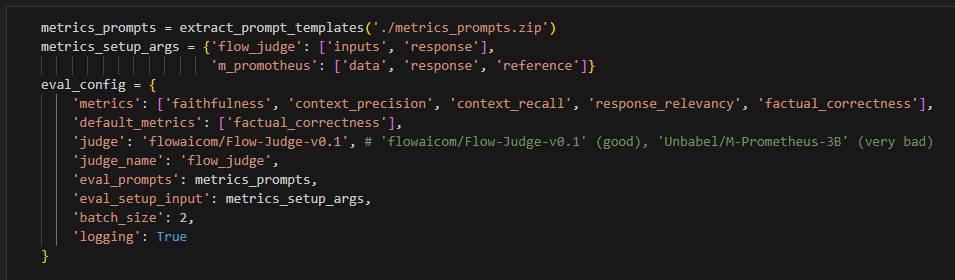 metrics_prompts = extract_prompt_templates('./metrics_prompts.zip')
metrics_setup_args = {'flow_judge': ['inputs', 'response'],
'm_promotheus': ['data', 'response', 'reference']}
eval_config = {
'metrics': ['faithfulness', 'context_precision', 'context_recall', 'response_relevancy', 'factual_correctness'],
'default_metrics': ['factual_correctness'],
'judge': 'flowaicom/Flow-Judge-v0.1', # 'flowaicom/Flow-Judge-v0.1' (good), 'Unbabel/M-Prometheus-3B' (very bad)
'judge_name': 'flow_judge',
'eval_prompts': metrics_prompts,
'eval_setup_input': metrics_setup_args,
'batch_size': 2,
'logging': True
}